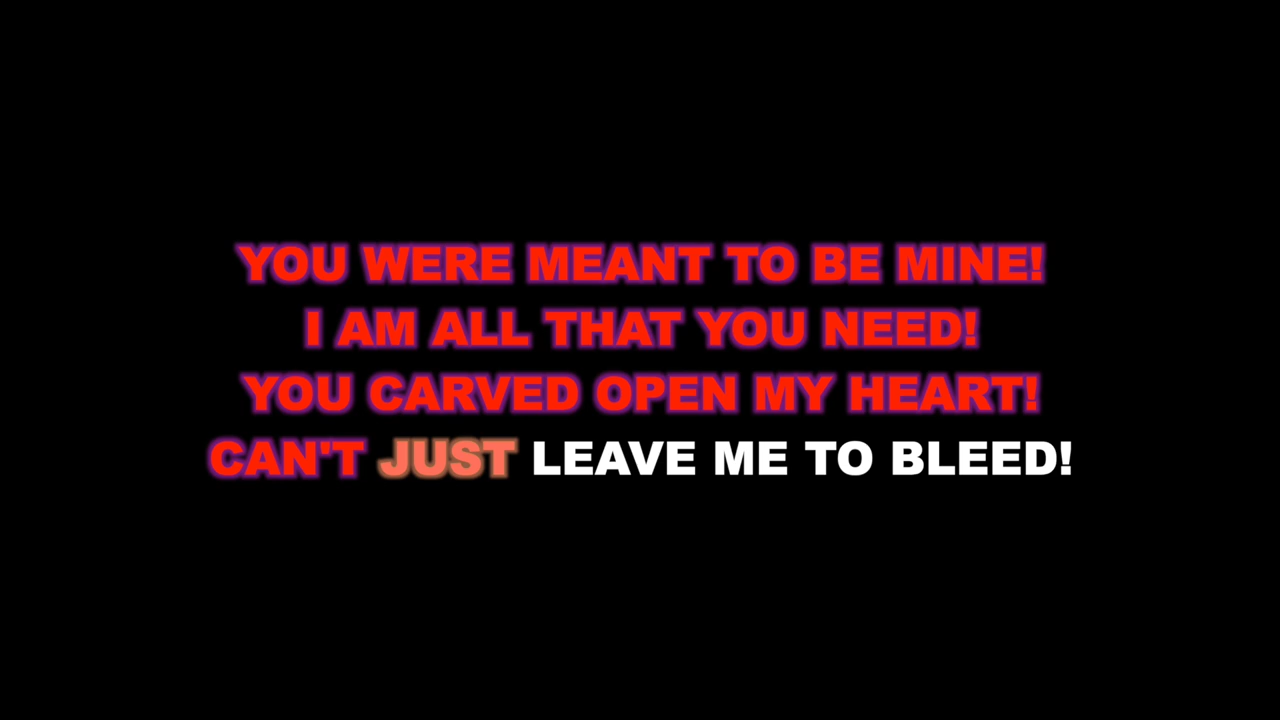 YOU WERE MEANT TO BE MINE!
I AM ALL THAT YOU NEED!
YOU CARVED OPEN MY HEART!
CAN'T JUST LEAVE ME TO BLEED!